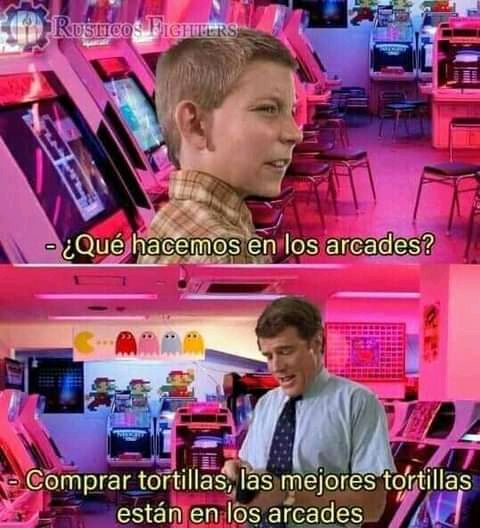 RUSTICOS FIGHTERS
- ¿Qué hacemos en los arcades?
- Comprar tortillas, las mejores tortillas
están en los arcades